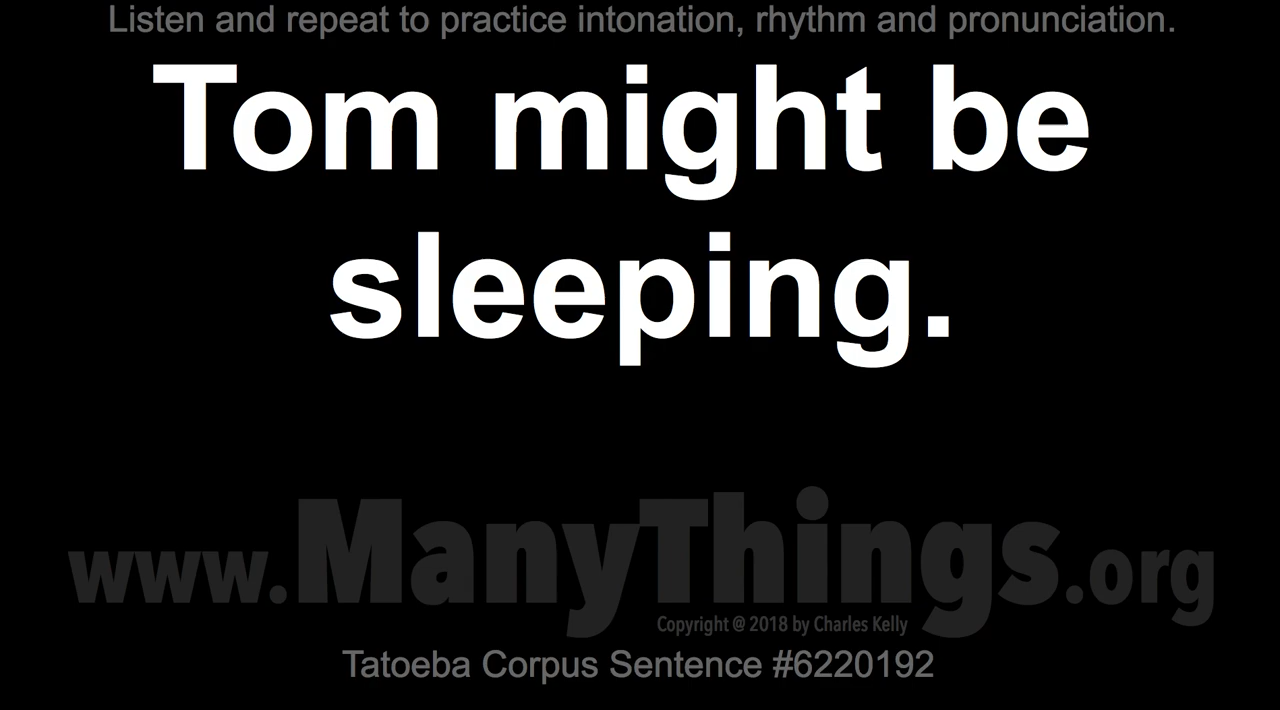 Listen and repeat to practice intonation, rhythm and pronunciation.
Tom might be
sleeping.
www.ManyThings.org
Copyright @ 2018 by Charles Kelly
Tatoeba Corpus Sentence #6220192